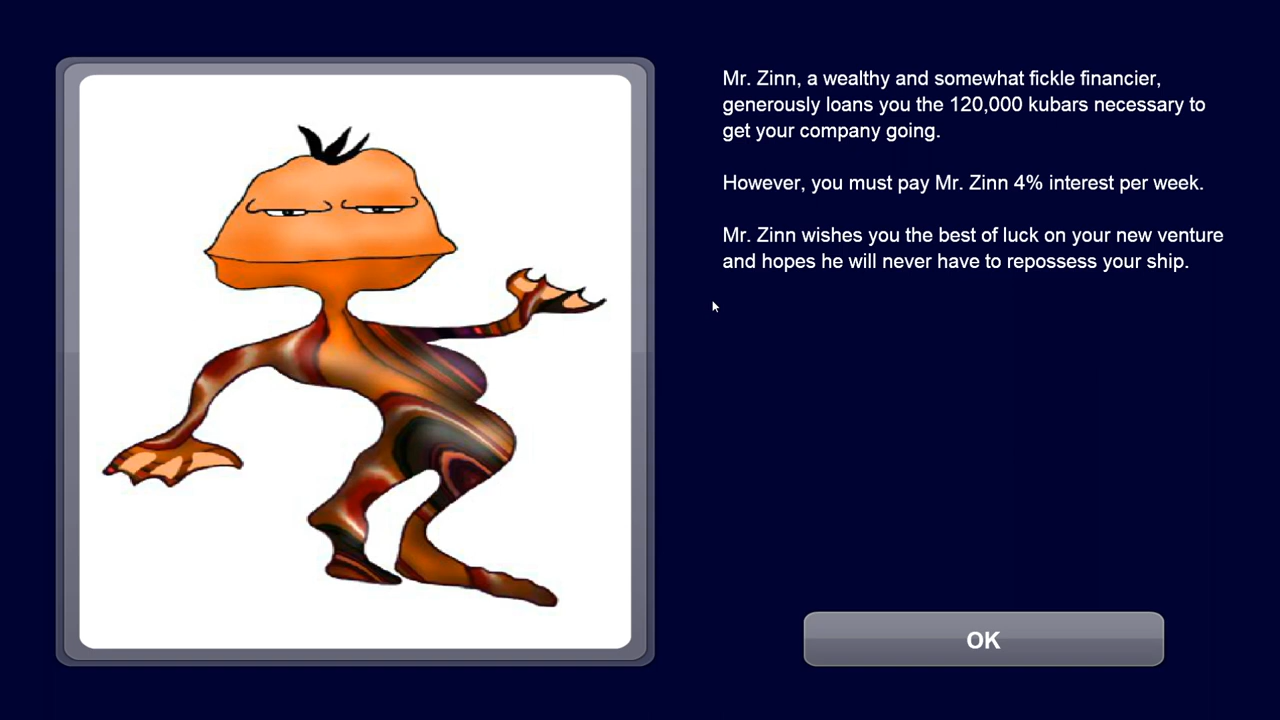 Mr. Zinn, a wealthy and somewhat fickle financier,
generously loans you the 120,000 kubars necessary to
get your company going.
However, you must pay Mr. Zinn 4% interest per week.
Mr. Zinn wishes you the best of luck on your new venture
and hopes he will never have to repossess your ship.
OK